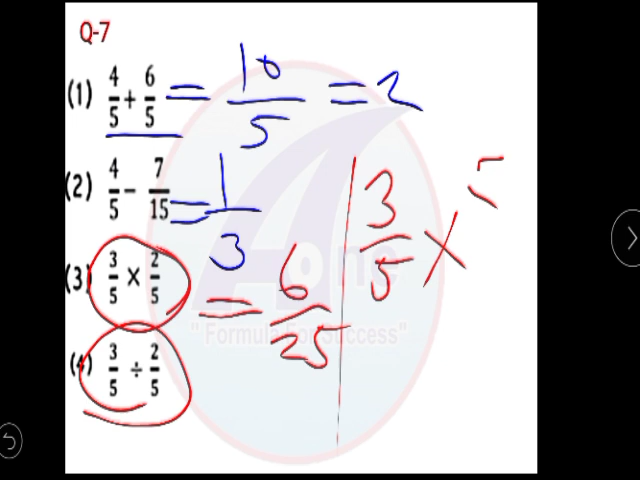 Q-7
(1) 4/5 + 6/5 = 10/5 = 2
(2) 4/5 - 7/15 = 1/3
(3) 3/5 × 2/5 = 6/25
3/5 ×
(4) 3/5 ÷ 2/5
A one
"Formula For Success"